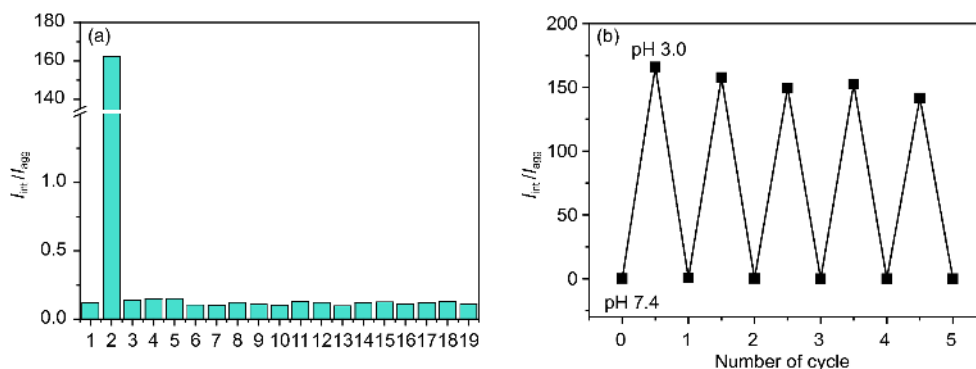 (a)
180
160
140
1.0
0.5
0.0
I_int/I_agg
1 2 3 4 5 6 7 8 9 10 11 12 13 14 15 16 17 18 19
(b)
200
150
100
50
0
I_int/I_agg
pH 3.0
pH 7.4
0 1 2 3 4 5
Number of cycle